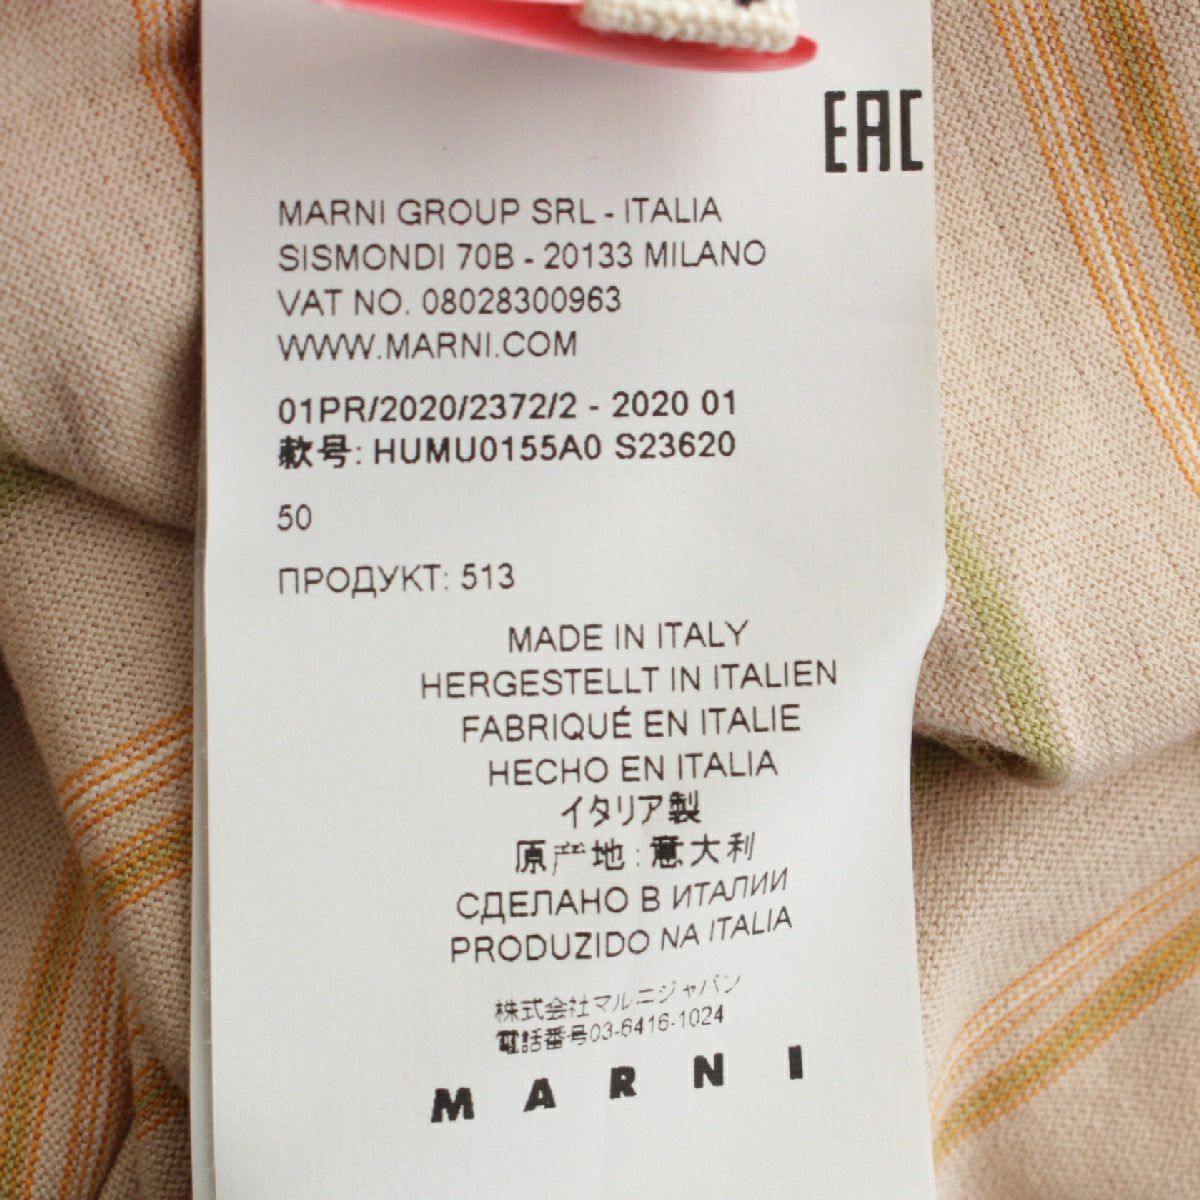 EAC
MARNI GROUP SRL - ITALIA
SISMONDI 70B - 20133 MILANO
VAT NO. 08028300963
WWW.MARNI.COM
01PR/2020/2372/2 - 2020 01
款号: HUMU0155A0 S23620
50
ПРОДУКТ: 513
MADE IN ITALY
HERGESTELLT IN ITALIEN
FABRIQUÉ EN ITALIE
HECHO EN ITALIA
イタリア製
原产地:意大利
СДЕЛАНО В ИТАЛИИ
PRODUZIDO NA ITALIA
株式会社マルニジャパン
電話番号03-6416-1024
MARNI